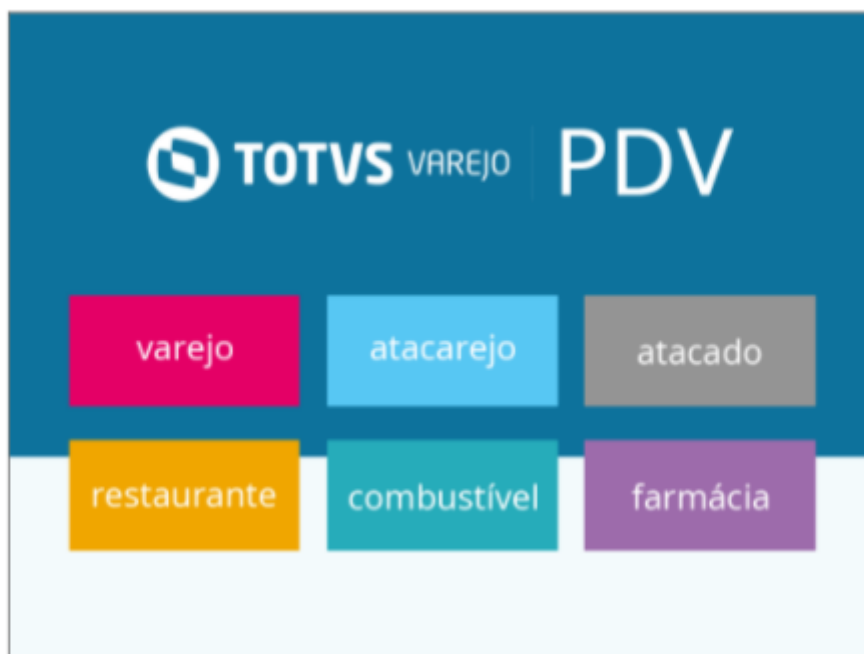 TOTVS VAREJO PDV
varejo atacarejo atacado
restaurante combustível farmácia